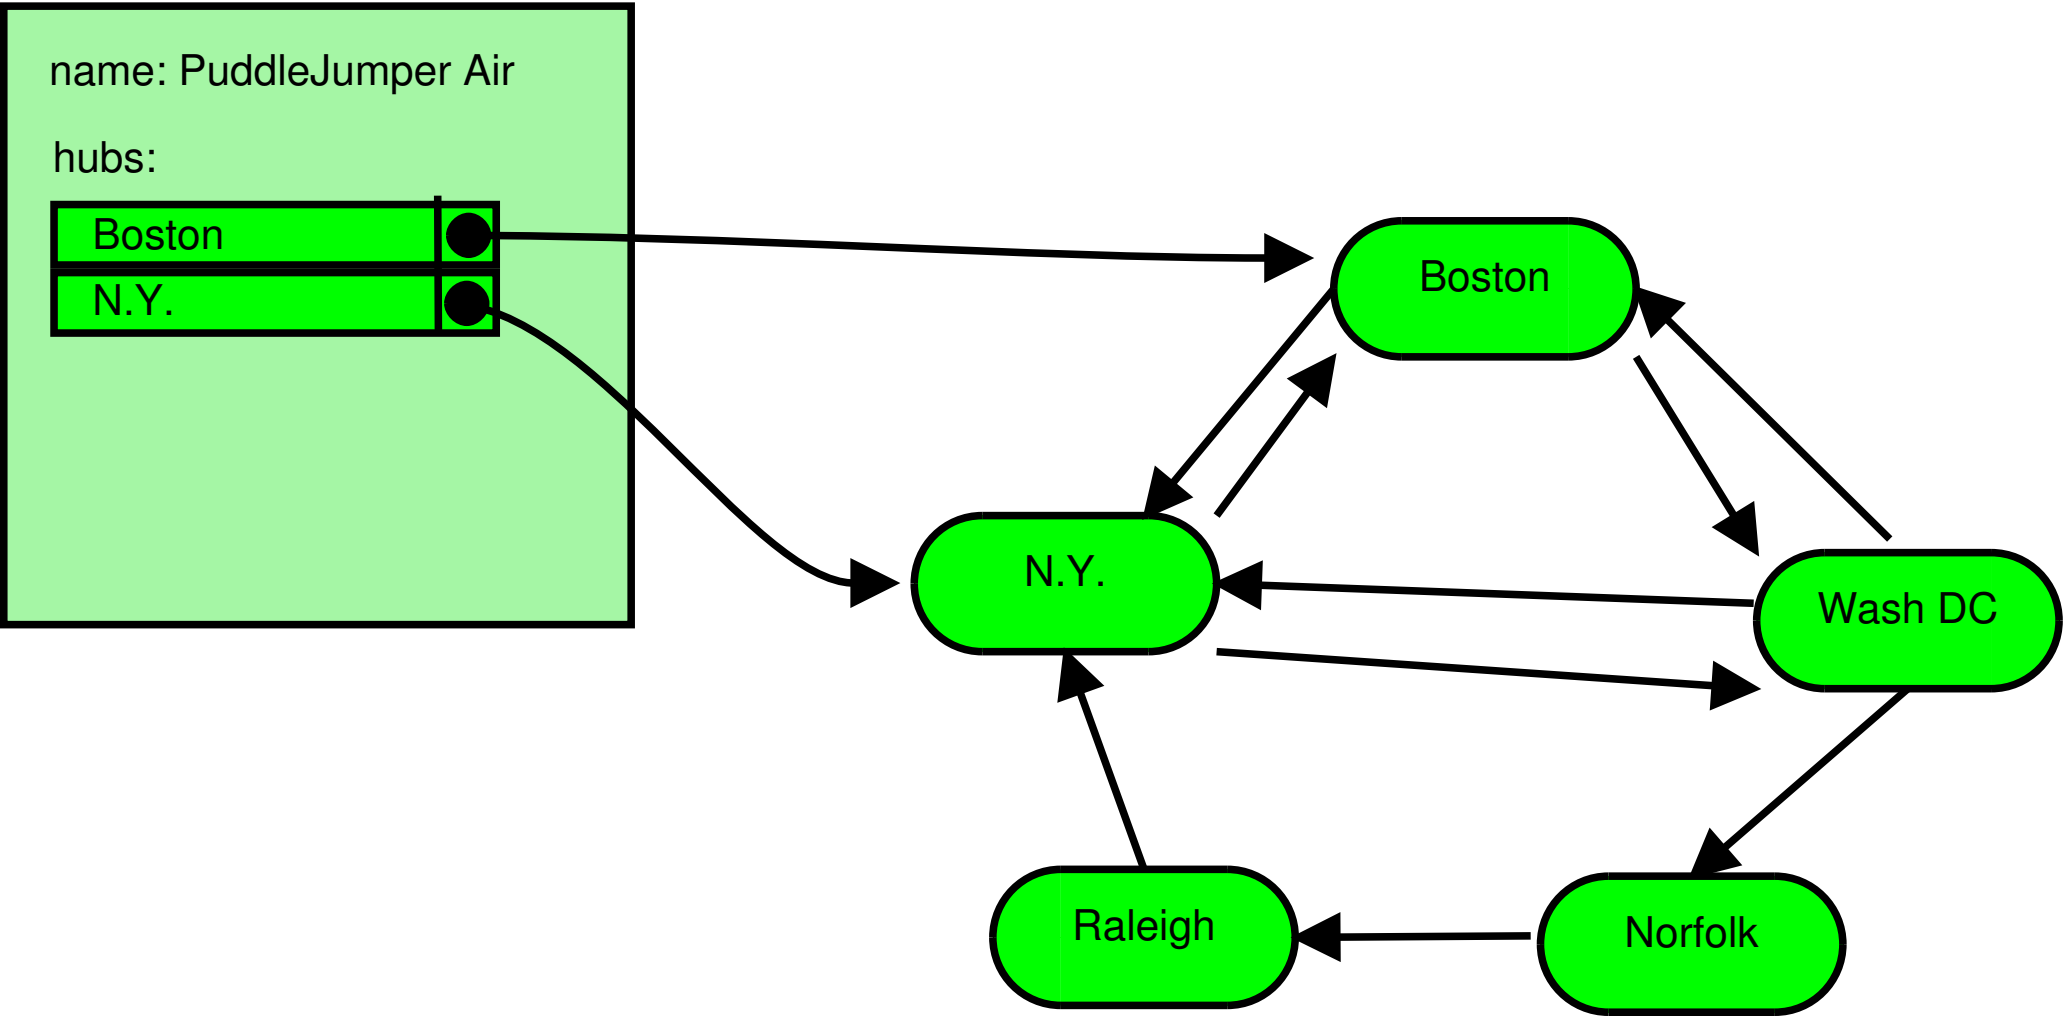 name: PuddleJumper Air
hubs:
Boston
N.Y.
Boston
N.Y.
Wash DC
Raleigh
Norfolk